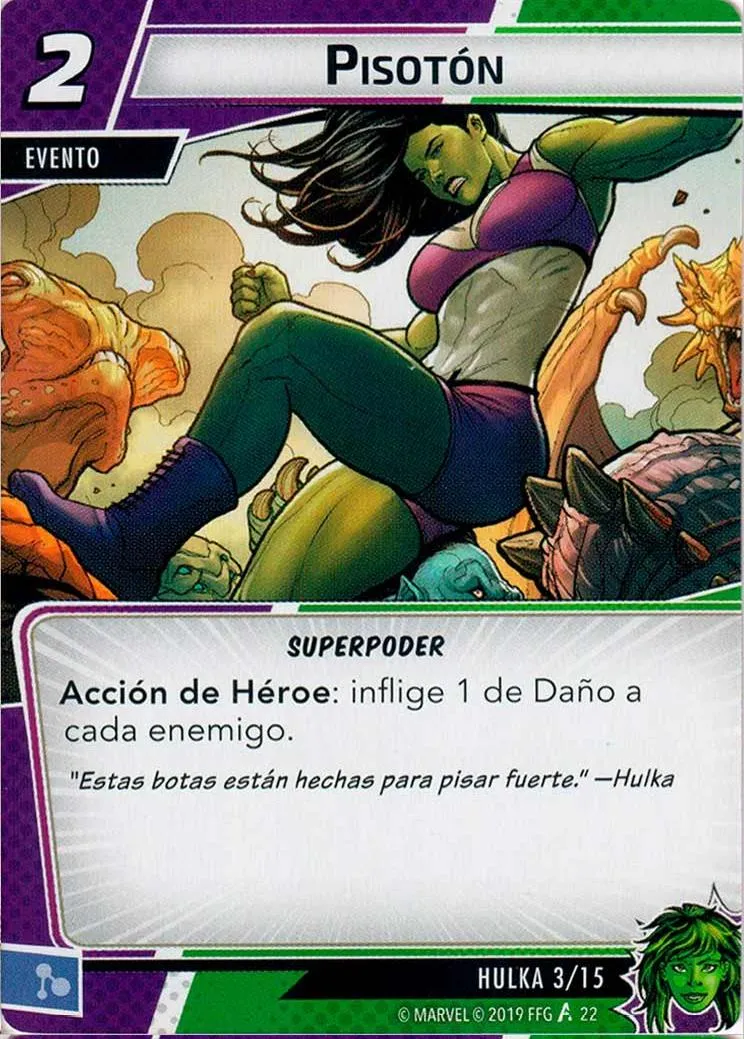 2
PISOTÓN
EVENTO
SUPERPODER
Acción de Héroe: inflige 1 de Daño a
cada enemigo.
"Estas botas están hechas para pisar fuerte." —Hulka
HULKA 3/15
© MARVEL © 2019 FFG 22